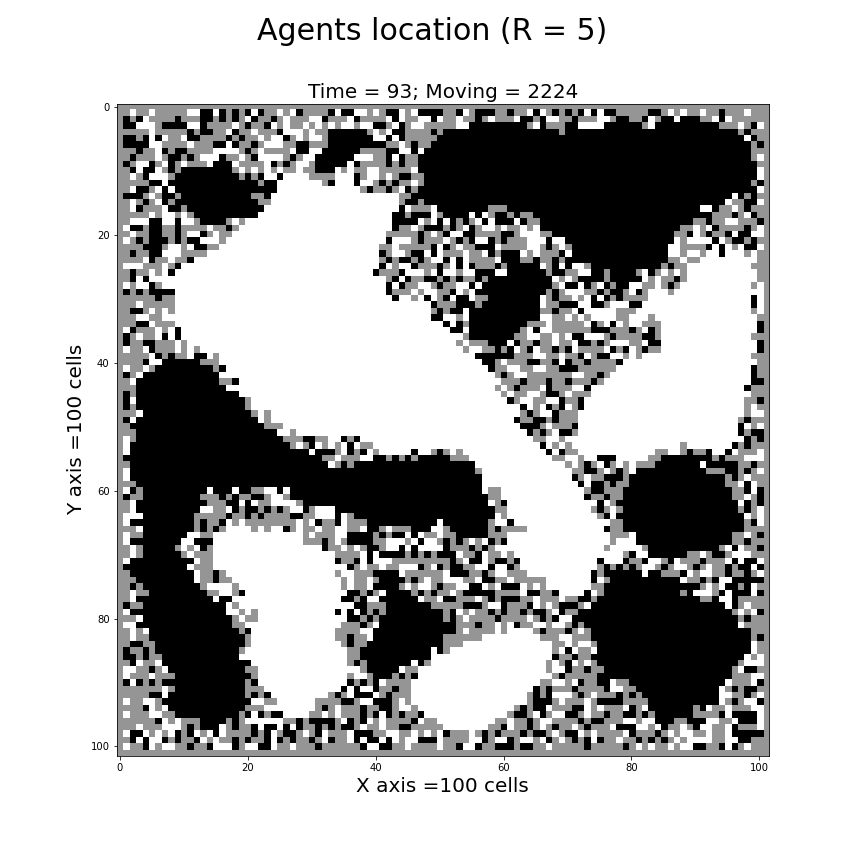 Agents location (R = 5)
Time = 93; Moving = 2224
0
20
40
60
80
100
Y axis =100 cells
0 20 40 60 80 100
X axis =100 cells